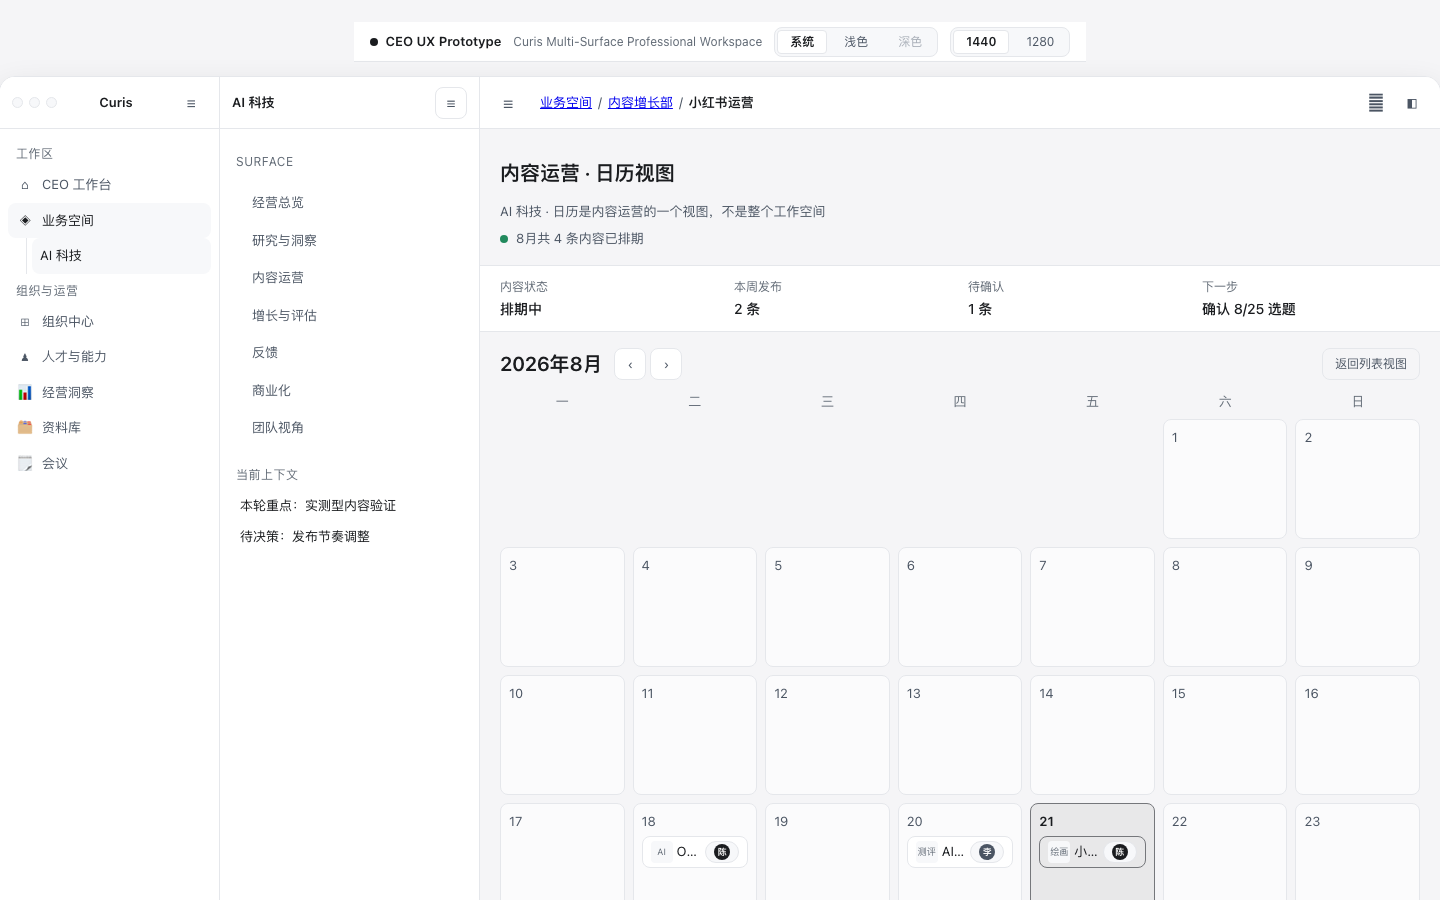 CEO UX Prototype Curis Multi-Surface Professional Workspace 系统 浅色 深色 1440 1280
Curis
工作区
CEO 工作台
业务空间
AI 科技
组织与运营
组织中心
人才与能力
经营洞察
资料库
会议
AI 科技
SURFACE
经营总览
研究与洞察
内容运营
增长与评估
反馈
商业化
团队视角
当前上下文
本轮重点：实测型内容验证
待决策：发布节奏调整
业务空间 / 内容增长部 / 小红书运营
内容运营 · 日历视图
AI 科技 · 日历是内容运营的一个视图，不是整个工作空间
8月共 4 条内容已排期
内容状态 本周发布 待确认 下一步
排期中 2 条 1 条 确认 8/25 选题
2026年8月 ‹ › 返回列表视图
一 二 三 四 五 六 日
1 2
3 4 5 6 7 8 9
10 11 12 13 14 15 16
17 18 19 20 21 22 23
AI O... 陈 测评 AI... 李 绘画 小... 陈